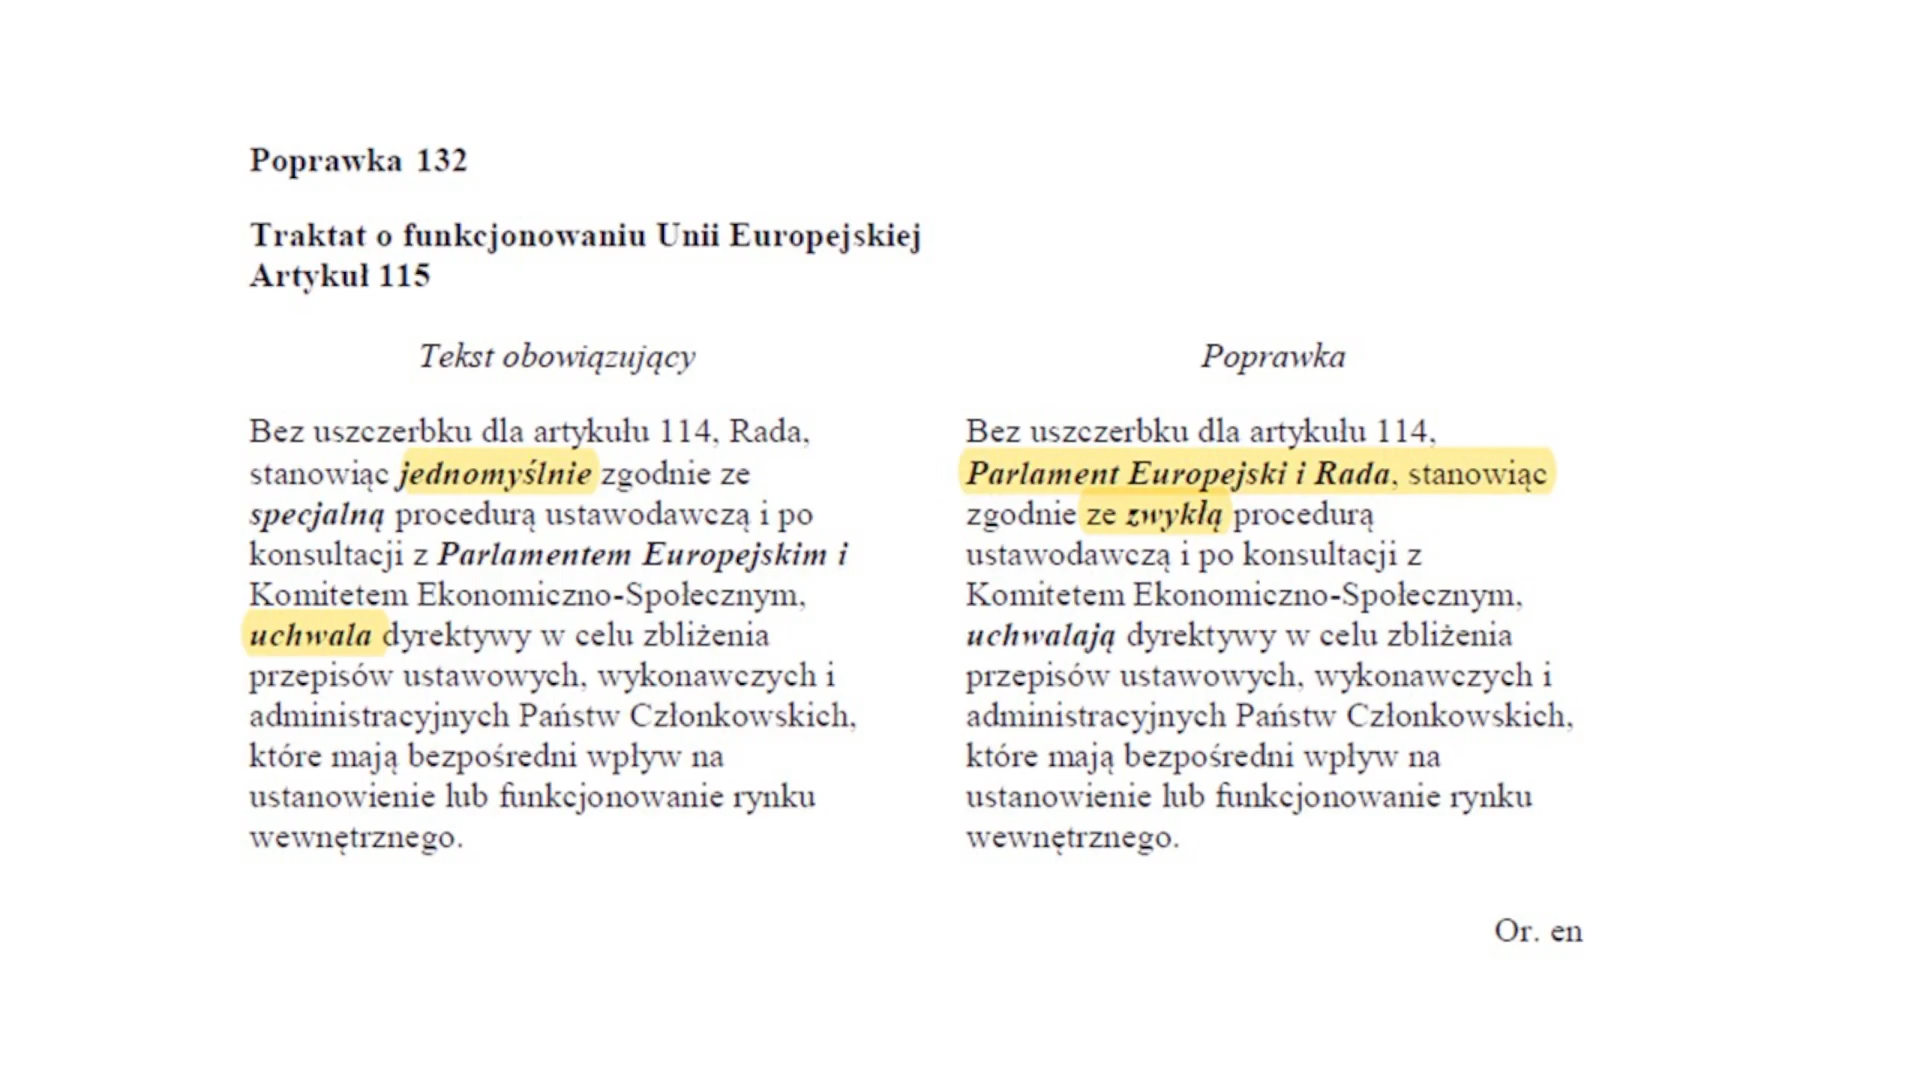 Poprawka 132
Traktat o funkcjonowaniu Unii Europejskiej
Artykuł 115
Tekst obowiązujący
Bez uszczerbku dla artykułu 114, Rada,
stanowiąc jednomyślnie zgodnie ze
specjalną procedurą ustawodawczą i po
konsultacji z Parlamentem Europejskim i
Komitetem Ekonomiczno-Społecznym,
uchwala dyrektywy w celu zbliżenia
przepisów ustawowych, wykonawczych i
administracyjnych Państw Członkowskich,
które mają bezpośredni wpływ na
ustanowienie lub funkcjonowanie rynku
wewnętrznego.
Poprawka
Bez uszczerbku dla artykułu 114,
Parlament Europejski i Rada, stanowiąc
zgodnie ze zwykłą procedurą
ustawodawczą i po konsultacji z
Komitetem Ekonomiczno-Społecznym,
uchwalają dyrektywy w celu zbliżenia
przepisów ustawowych, wykonawczych i
administracyjnych Państw Członkowskich,
które mają bezpośredni wpływ na
ustanowienie lub funkcjonowanie rynku
wewnętrznego.
Or. en